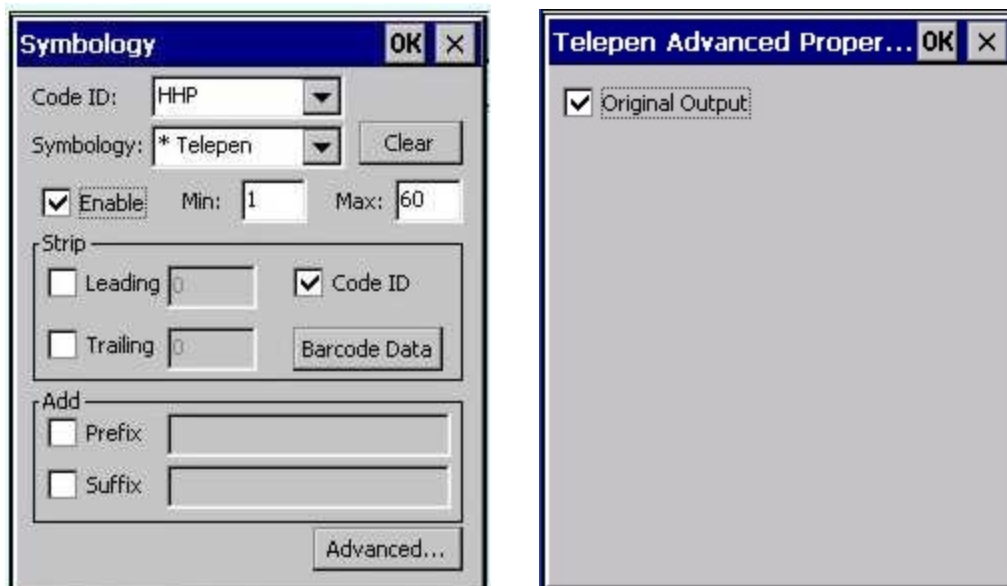 Symbology OK ×
Code ID: HHP
Symbology: * Telepen Clear
Enable Min: 1 Max: 60
Strip
Leading 0 Code ID
Trailing 0 Barcode Data
Add
Prefix
Suffix
Advanced...
Telepen Advanced Proper... OK ×
Original Output